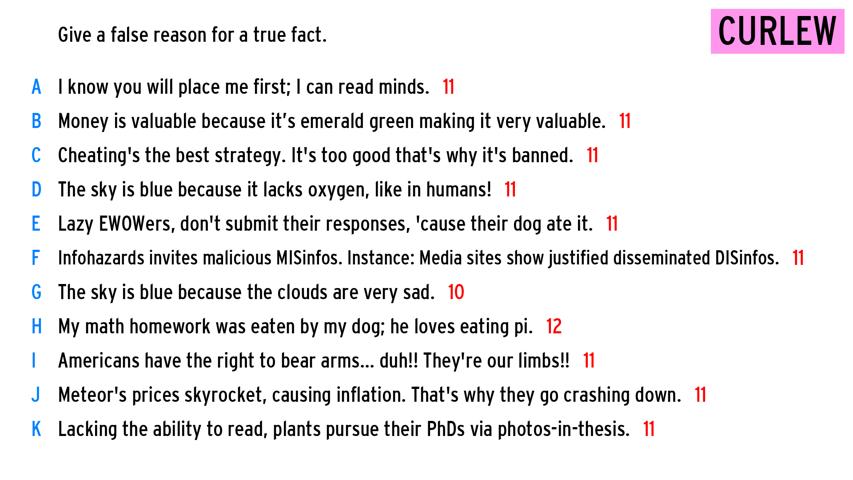 Give a false reason for a true fact.
CURLEW
A I know you will place me first; I can read minds. 11
B Money is valuable because it's emerald green making it very valuable. 11
C Cheating's the best strategy. It's too good that's why it's banned. 11
D The sky is blue because it lacks oxygen, like in humans! 11
E Lazy EWOWers, don't submit their responses, 'cause their dog ate it. 11
F Infohazards invites malicious MISinfos. Instance: Media sites show justified disseminated DISinfos. 11
G The sky is blue because the clouds are very sad. 10
H My math homework was eaten by my dog; he loves eating pi. 12
I Americans have the right to bear arms... duh!! They're our limbs!! 11
J Meteor's prices skyrocket, causing inflation. That's why they go crashing down. 11
K Lacking the ability to read, plants pursue their PhDs via photos-in-thesis. 11